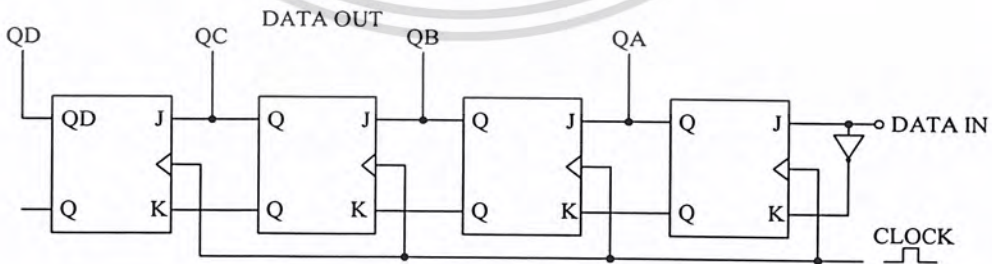 DATA OUT
QD QC QB QA
QD J Q J Q J Q J DATA IN
Q K Q K Q K Q K
CLOCK